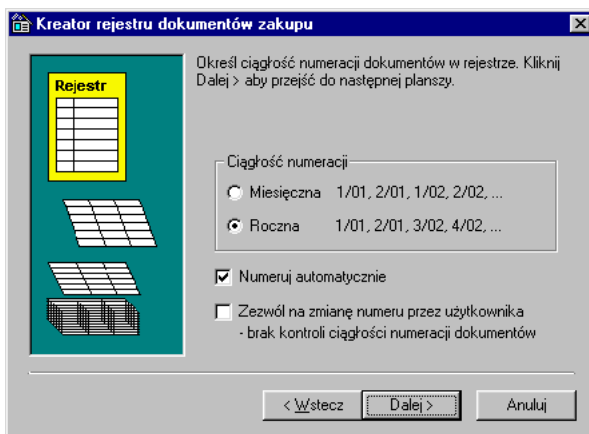 Kreator rejestru dokumentów zakupu
Rejestr
Określ ciągłość numeracji dokumentów w rejestrze. Kliknij
Dalej > aby przejść do następnej planszy.
Ciągłość numeracji
Miesięczna 1/01, 2/01, 1/02, 2/02, ...
Roczna 1/01, 2/01, 3/02, 4/02, ...
Numeruj automatycznie
Zezwól na zmianę numeru przez użytkownika
- brak kontroli ciągłości numeracji dokumentów
< Wstecz Dalej > Anuluj